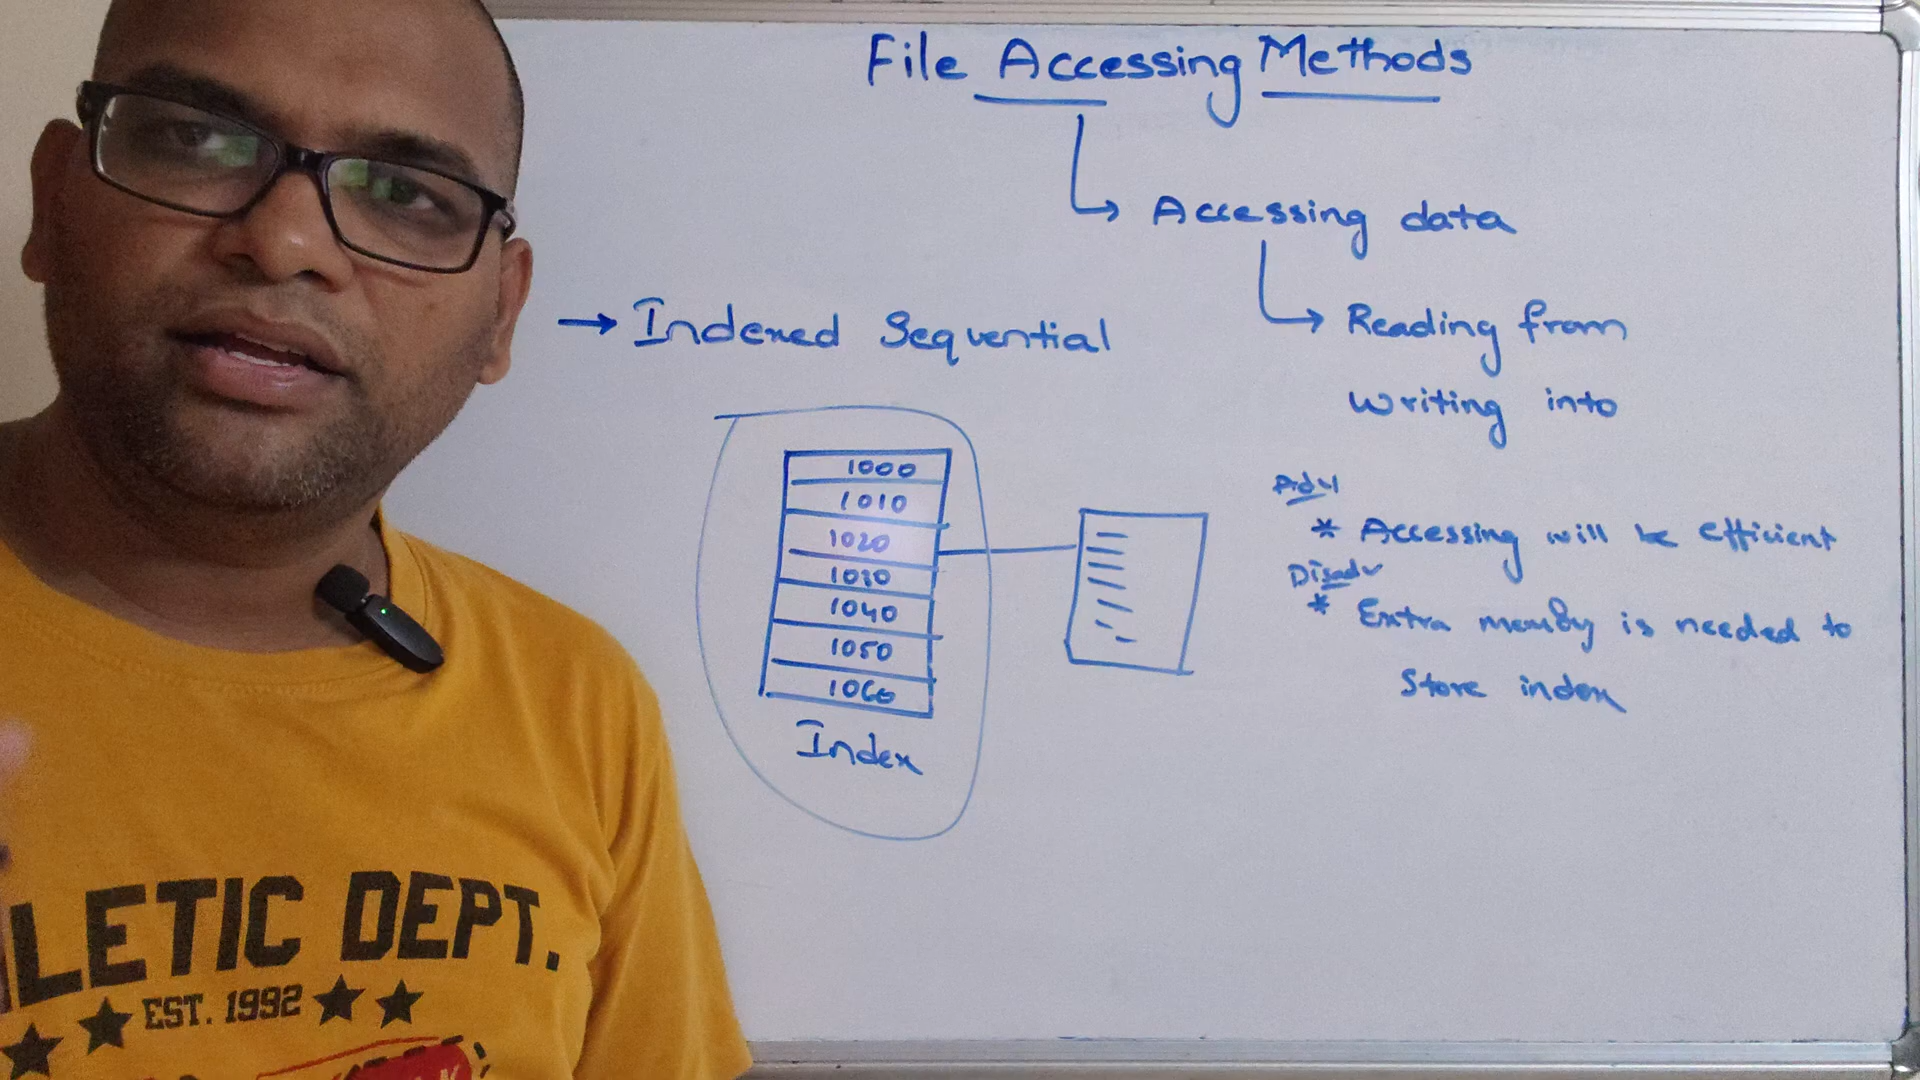 File Accessing Methods
Accessing data
→ Indexed Sequential
Reading from
writing into
1000
1010
1020
1030
1040
1050
1060
Index
Adv
* Accessing will be efficient
Disadv
* Extra memory is needed to
Store index
LETIC DEPT.
EST. 1992